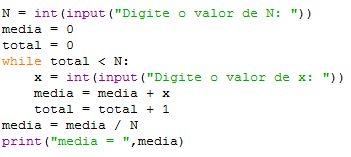 N = int(input("Digite o valor de N: "))
media = 0
total = 0
while total < N:
    x = int(input("Digite o valor de x: "))
    media = media + x
    total = total + 1
media = media / N
print("media = ",media)